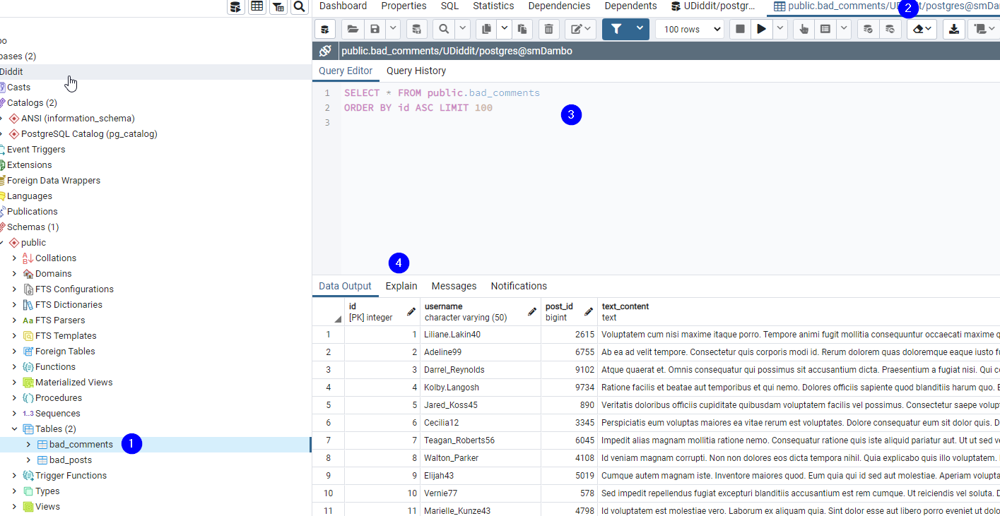 Dashboard Properties SQL Statistics Dependencies Dependents UDiddit/postgr... public.bad_comments/UDiddit/postgres@smDam
2
100 rows
public.bad_comments/UDiddit/postgres@smDambo
Query Editor Query History
1 SELECT * FROM public.bad_comments
2 ORDER BY id ASC LIMIT 100
3
3
4
Data Output Explain Messages Notifications
id username post_id text_content
[PK] integer character varying (50) bigint text
1 1 Liliane.Lakin40 2615 Voluptatem cum nisi maxime itaque porro. Tempore animi fugit mollitia consequuntur occaecati maxime q
2 2 Adeline99 6755 Ab ea ad velit tempore. Consectetur quis corporis modi id. Rerum dolorem quas doloremque eaque iusto fu
3 3 Darrel_Reynolds 9102 Atque quaerat et. Omnis consequatur qui possimus sit accusantium dicta. Praesentium a fugiat nisi. Qui c
4 4 Kolby.Langosh 9734 Ratione facilis et beatae aut temporibus et qui nemo. Dolores officiis sapiente quod blanditiis harum quo.
5 5 Jared_Koss45 890 Veritatis doloribus officiis cupiditate quibusdam voluptatem facilis vel possimus. Consectetur saepe volup
6 6 Cecilia12 3345 Perspiciatis eum voluptas maiores ea vitae rerum est voluptates. Dolore consequatur eum sit dolor quis. D
7 7 Teagan_Roberts56 6045 Impedit alias magnam mollitia ratione nemo. Consequatur ratione quis iste aliquid pariatur aut. Ut ut sed v
8 8 Walton_Parker 4108 Id veniam magnam corrupti. Non non dolores eos dicta tempora nihil. Quia explicabo quis illo voluptatem.
9 9 Elijah43 5019 Cumque autem magnam iste. Inventore maiores quod. Eum quia qui id sed aut molestiae. Aperiam volupta
10 10 Vernie77 578 Sed impedit repellendus fugiat excepturi blanditiis accusantium est rem cumque. Ut reiciendis vel soluta. D
11 11 Marielle_Kunze43 4798 Id voluptatem est molestiae vero. Laborum ex aliquam quia. Sint dolor esse aut libero porro eveniet ut dolo
bo
bases (2)
Diddit
Casts
Catalogs (2)
ANSI (information_schema)
PostgreSQL Catalog (pg_catalog)
Event Triggers
Extensions
Foreign Data Wrappers
Languages
Publications
Schemas (1)
public
Collations
Domains
FTS Configurations
FTS Dictionaries
Aa FTS Parsers
FTS Templates
Foreign Tables
Functions
Materialized Views
Procedures
1..3 Sequences
Tables (2)
bad_comments 1
bad_posts
Trigger Functions
Types
Views